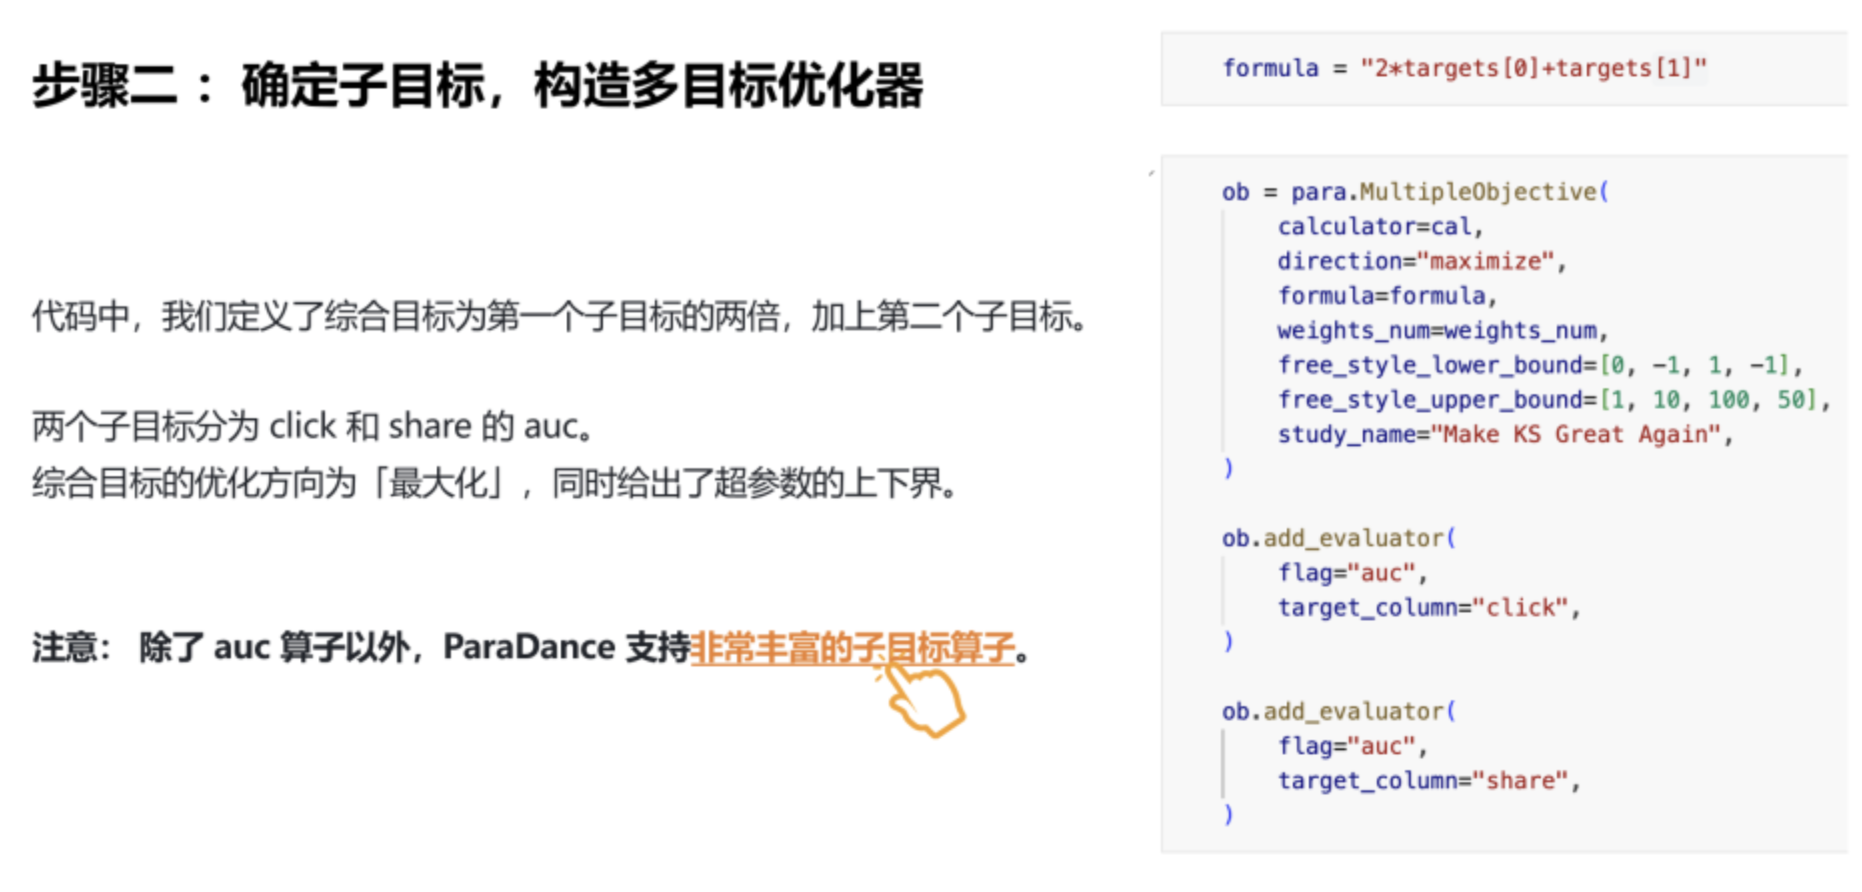 步骤二 ：确定子目标，构造多目标优化器
代码中，我们定义了综合目标为第一个子目标的两倍，加上第二个子目标。
两个子目标分为 click 和 share 的 auc。
综合目标的优化方向为「最大化」，同时给出了超参数的上下界。
注意： 除了 auc 算子以外，ParaDance 支持非常丰富的子目标算子。
formula = "2*targets[0]+targets[1]"
ob = para.MultipleObjective(
    calculator=cal,
    direction="maximize",
    formula=formula,
    weights_num=weights_num,
    free_style_lower_bound=[0, -1, 1, -1],
    free_style_upper_bound=[1, 10, 100, 50],
    study_name="Make KS Great Again",
)
ob.add_evaluator(
    flag="auc",
    target_column="click",
)
ob.add_evaluator(
    flag="auc",
    target_column="share",
)